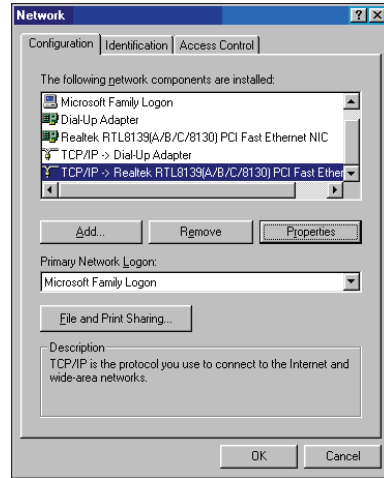 Network
Configuration Identification Access Control
The following network components are installed:
Microsoft Family Logon
Dial-Up Adapter
Realtek RTL8139(A/B/C/8130) PCI Fast Ethernet NIC
TCP/IP -> Dial-Up Adapter
TCP/IP -> Realtek RTL8139(A/B/C/8130) PCI Fast Ether
Add... Remove Properties
Primary Network Logon:
Microsoft Family Logon
File and Print Sharing...
Description
TCP/IP is the protocol you use to connect to the Internet and
wide-area networks.
OK Cancel